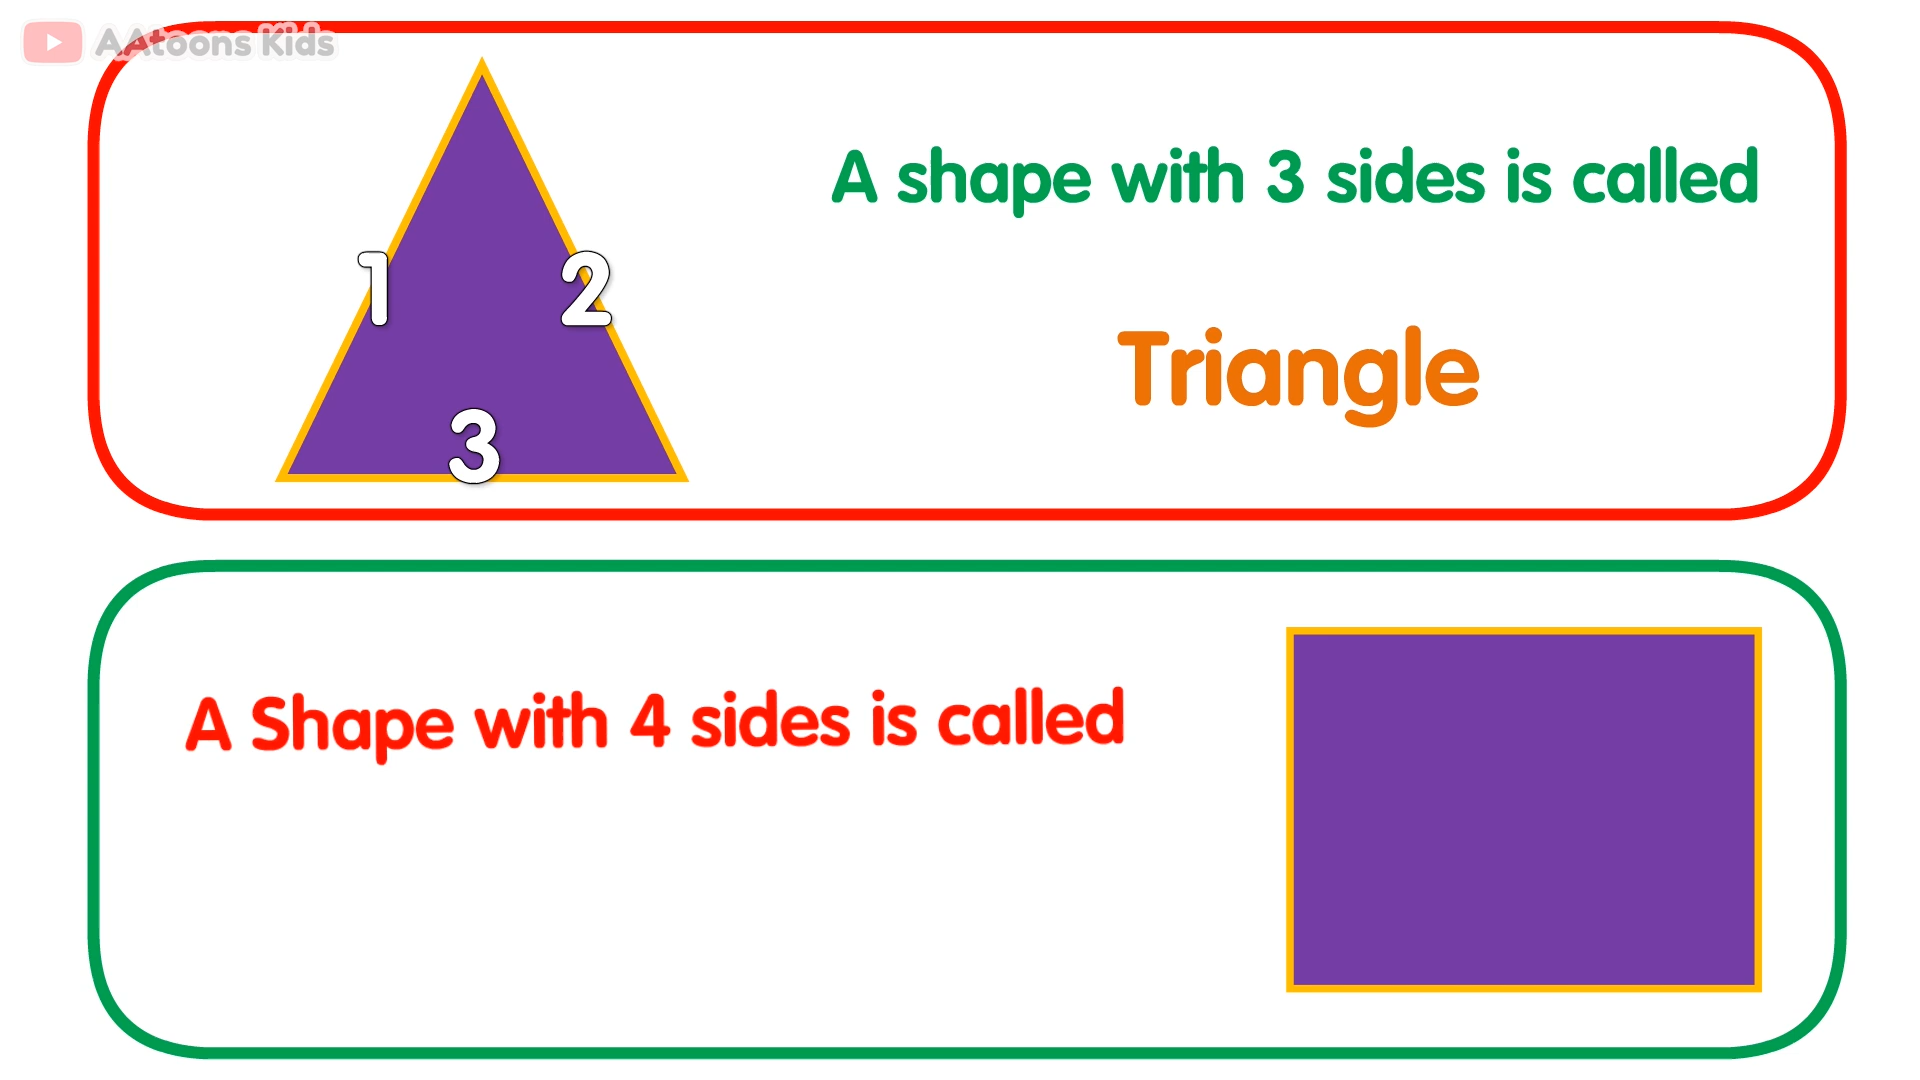 AAtoons Kids
A shape with 3 sides is called
Triangle
1
2
3
A Shape with 4 sides is called